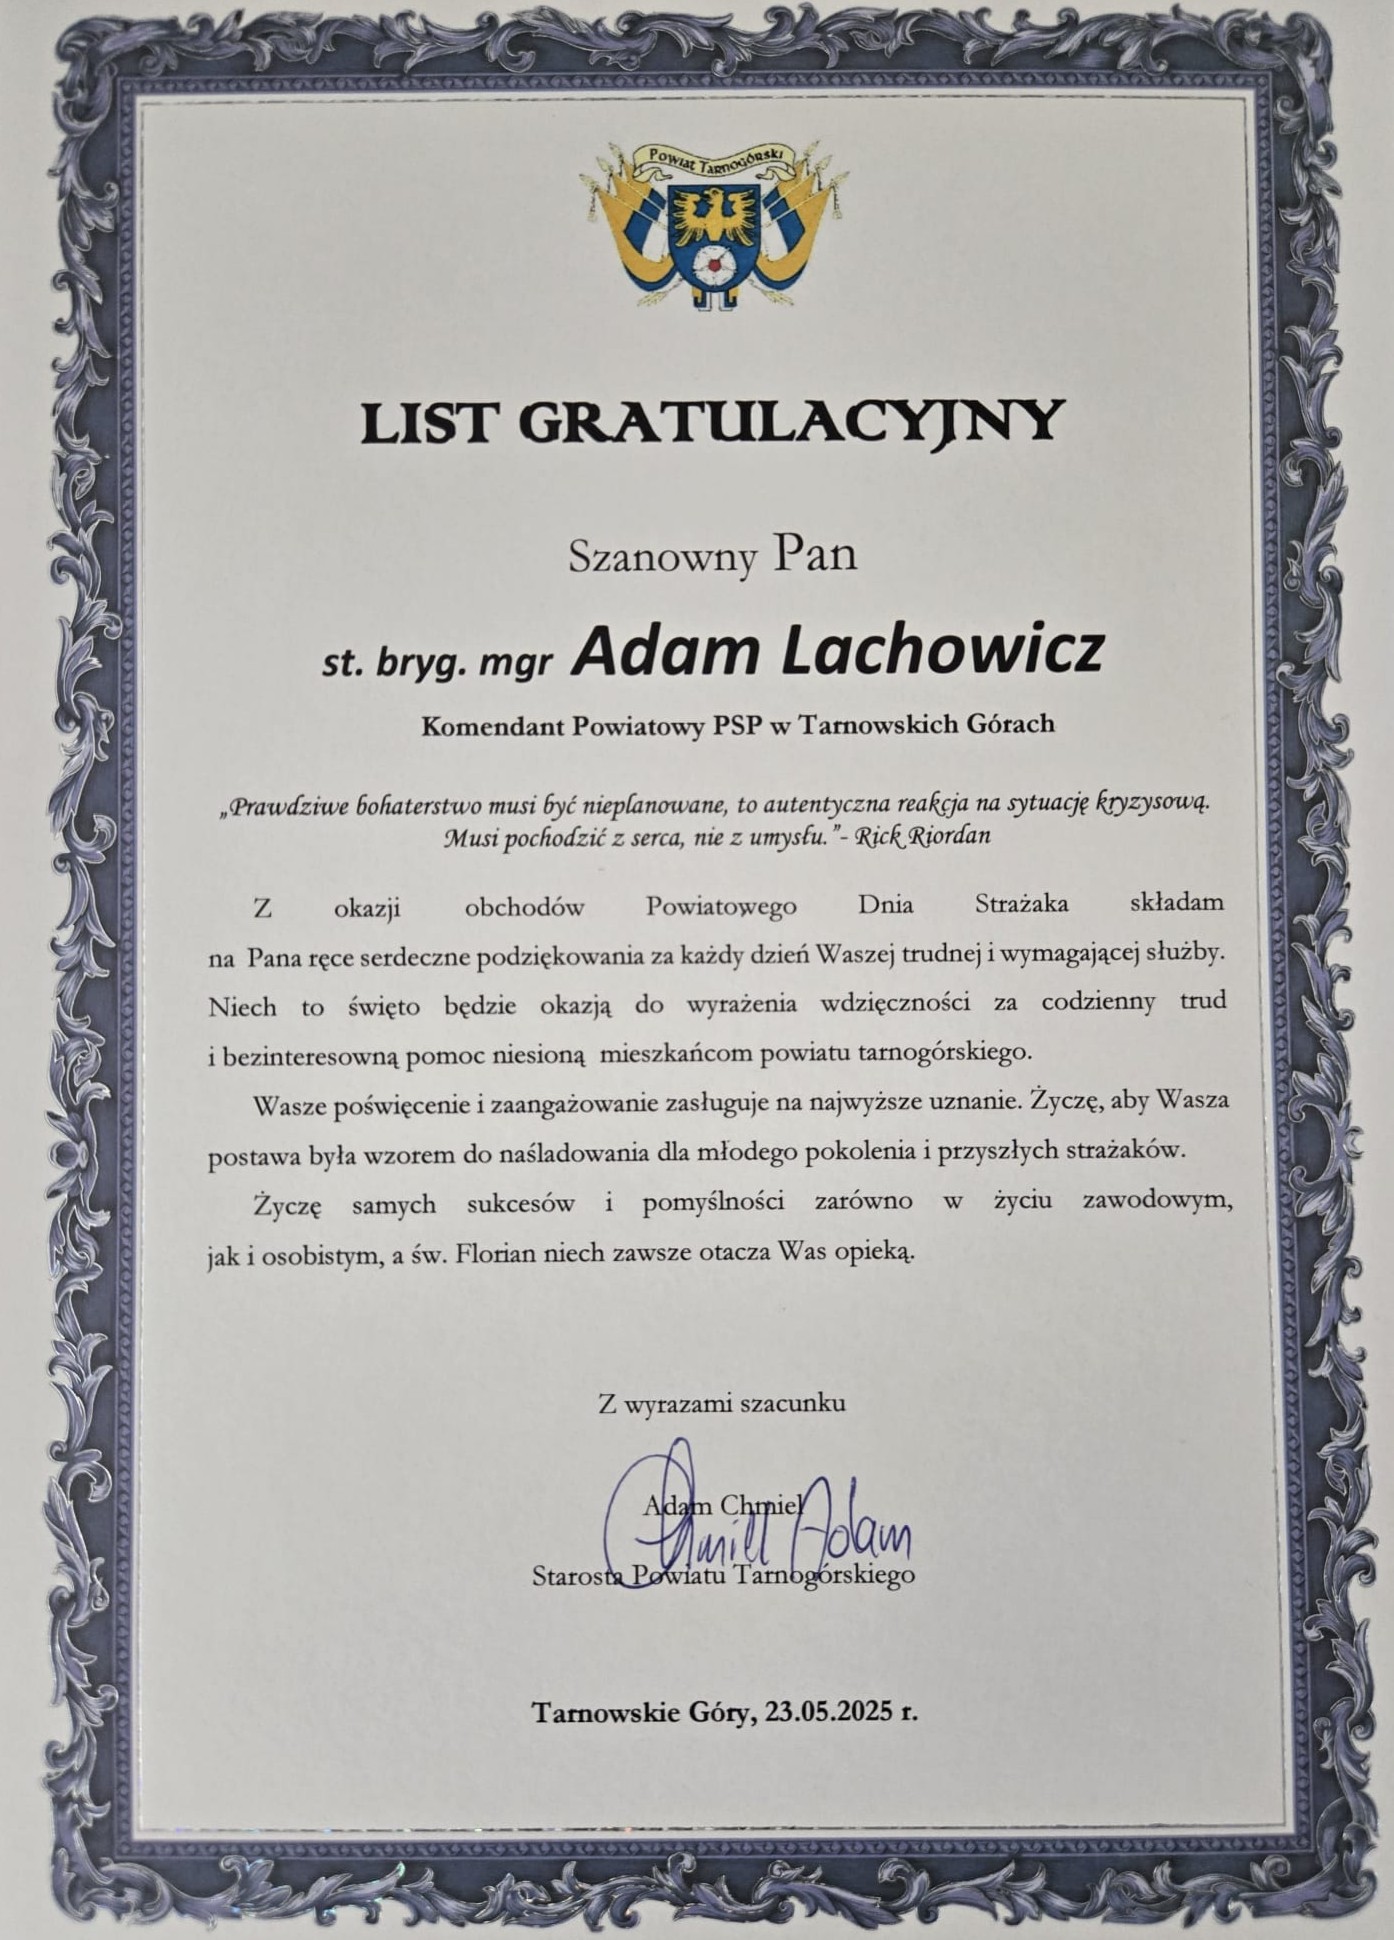 Powiat Tarnogórski
LIST GRATULACYJNY
Szanowny Pan
st. bryg. mgr Adam Lachowicz
Komendant Powiatowy PSP w Tarnowskich Górach
„Prawdziwe bohaterstwo musi być nieplanowane, to autentyczna reakcja na sytuację kryzysową.
Musi pochodzić z serca, nie z umysłu.”- Rick Riordan
Z okazji obchodów Powiatowego Dnia Strażaka składam
na Pana ręce serdeczne podziękowania za każdy dzień Waszej trudnej i wymagającej służby.
Niech to święto będzie okazją do wyrażenia wdzięczności za codzienny trud
i bezinteresowną pomoc niesioną mieszkańcom powiatu tarnogórskiego.
Wasze poświęcenie i zaangażowanie zasługuje na najwyższe uznanie. Życzę, aby Wasza
postawa była wzorem do naśladowania dla młodego pokolenia i przyszłych strażaków.
Życzę samych sukcesów i pomyślności zarówno w życiu zawodowym,
jak i osobistym, a św. Florian niech zawsze otacza Was opieką.
Z wyrazami szacunku
Adam Chmiel
Chmiel Adam
Starosta Powiatu Tarnogórskiego
Tarnowskie Góry, 23.05.2025 r.